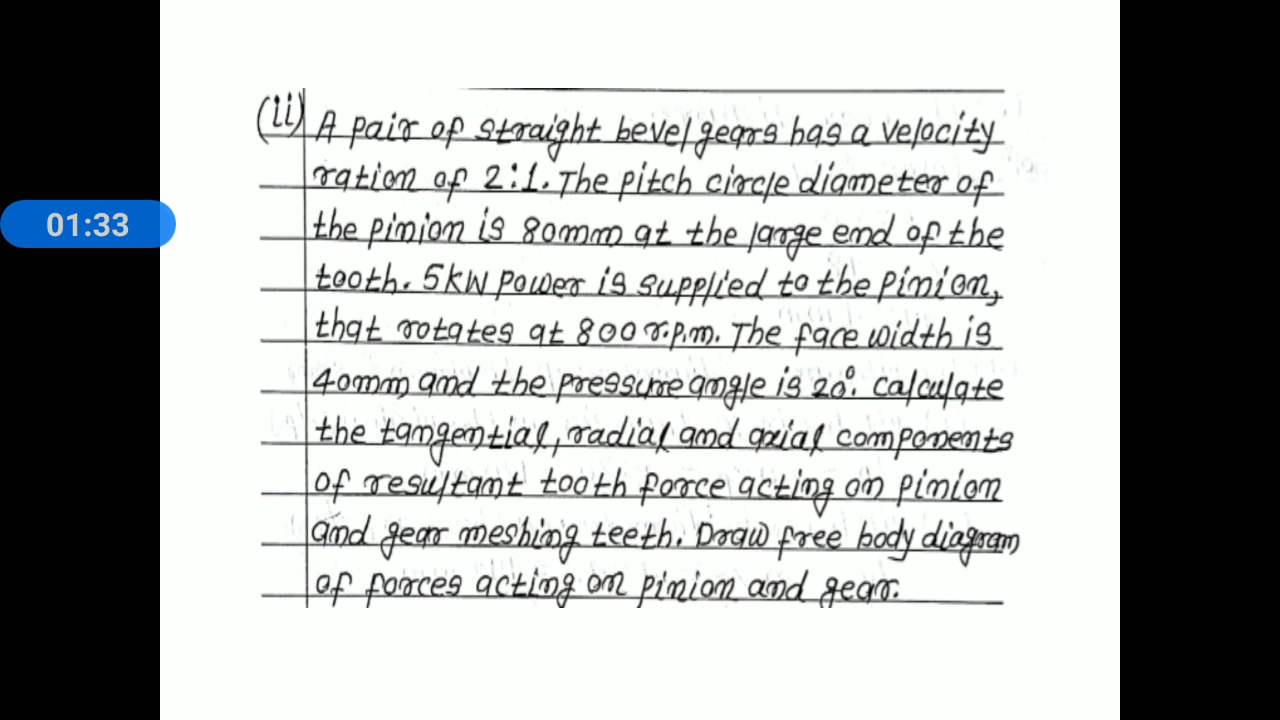 (ii) A pair of straight bevel gears has a velocity
ration of 2:1. The pitch circle diameter of
the pinion is 80mm at the large end of the
tooth. 5kW power is supplied to the pinion,
01:33
that rotates at 800 r.p.m. The face width is
40mm and the pressure angle is 20°. Calculate
the tangential, radial and axial components
of resultant tooth force acting on pinion
and gear meshing teeth. Draw free body diagram
of forces acting on pinion and gear.